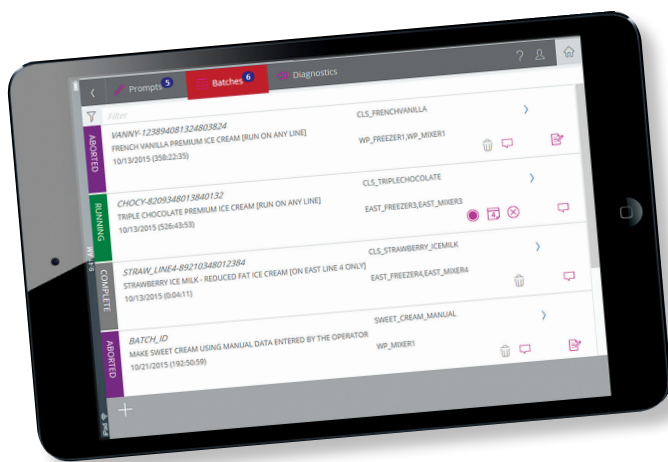 Prompts 5 Batches 6 Diagnostics ?
Filter
ABORTED
VANNY-123894081324803824
FRENCH VANILLA PREMIUM ICE CREAM [RUN ON ANY LINE]
10/13/2015 (358:22:35)
CLS_FRENCHVANILLA
WP_FREEZER1,WP_MIXER1
RUNNING
CHOCY-8209348013840132
TRIPLE CHOCOLATE PREMIUM ICE CREAM [RUN ON ANY LINE]
10/13/2015 (526:43:53)
CLS_TRIPLECHOCOLATE
EAST_FREEZER3,EAST_MIXER3
4
COMPLETE
STRAW_LINE4-89210348012384
STRAWBERRY ICE MILK - REDUCED FAT ICE CREAM [ON EAST LINE 4 ONLY]
10/13/2015 (0:04:11)
CLS_STRAWBERRY_ICEMILK
EAST_FREEZER4,EAST_MIXER4
ABORTED
BATCH_ID
MAKE SWEET CREAM USING MANUAL DATA ENTERED BY THE OPERATOR
10/21/2015 (192:50:59)
SWEET_CREAM_MANUAL
WP_MIXER1
iPad